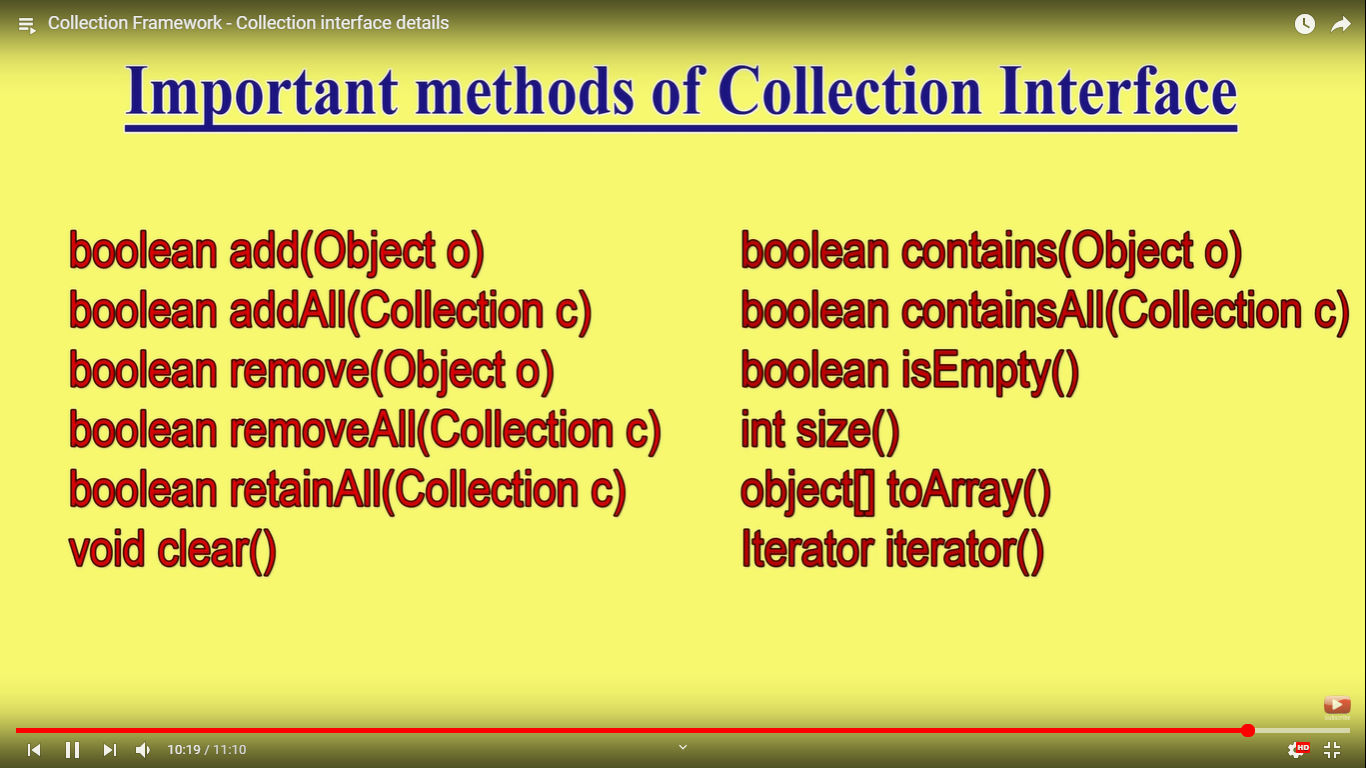 Collection Framework - Collection interface details
Important methods of Collection Interface
boolean add(Object o)
boolean addAll(Collection c)
boolean remove(Object o)
boolean removeAll(Collection c)
boolean retainAll(Collection c)
void clear()
boolean contains(Object o)
boolean containsAll(Collection c)
boolean isEmpty()
int size()
object[] toArray()
Iterator iterator()
Subscribe
10:19 / 11:10
HD